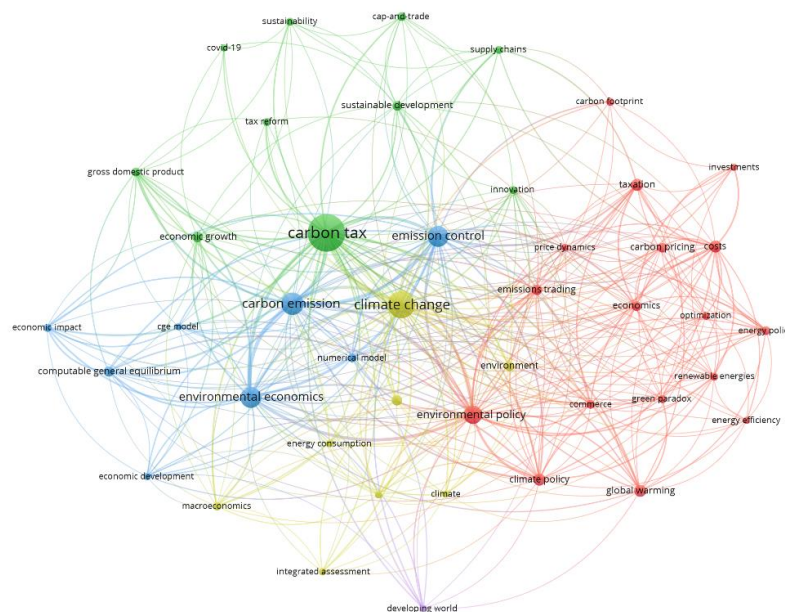 cap-and-trade
sustainability
covid-19
supply chains
carbon footprint
sustainable development
tax reform
gross domestic product
investments
taxation
innovation
carbon tax
emission control
economic growth
price dynamics
carbon pricing
costs
emissions trading
carbon emission
climate change
economics
optimization
economic impact
cge model
energy polic
numerical model
environment
computable general equilibrium
renewable energies
environmental economics
green paradox
commerce
environmental policy
energy efficiency
energy consumption
economic development
climate policy
climate
global warming
macroeconomics
integrated assessment
developing world